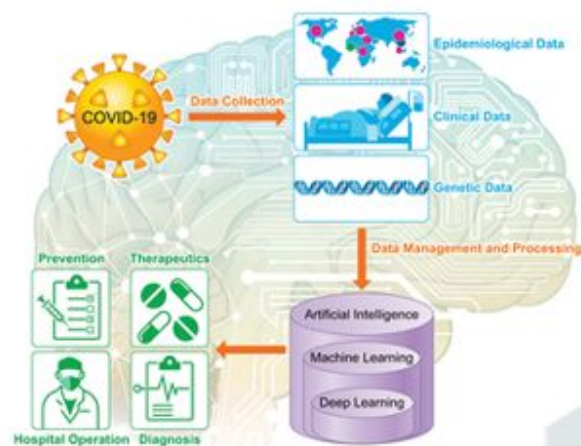 Epidemiological Data
COVID-19
Data Collection
Clinical Data
Genetic Data
Data Management and Processing
Prevention
Therapeutics
Artificial Intelligence
Machine Learning
Deep Learning
Hospital Operation
Diagnosis